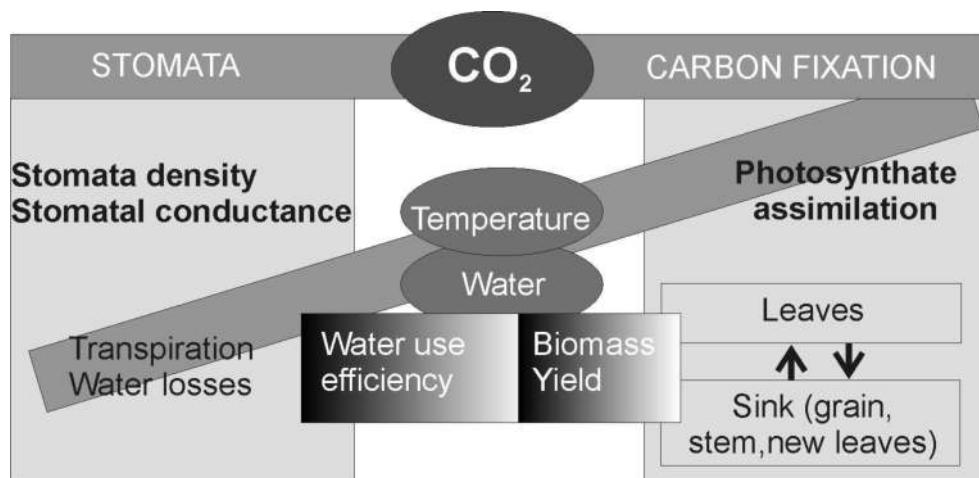 STOMATA
CO₂
CARBON FIXATION
Stomata density
Stomatal conductance
Photosynthate
assimilation
Temperature
Water
Transpiration
Water losses
Water use
efficiency
Biomass
Yield
Leaves
Sink (grain,
stem,new leaves)